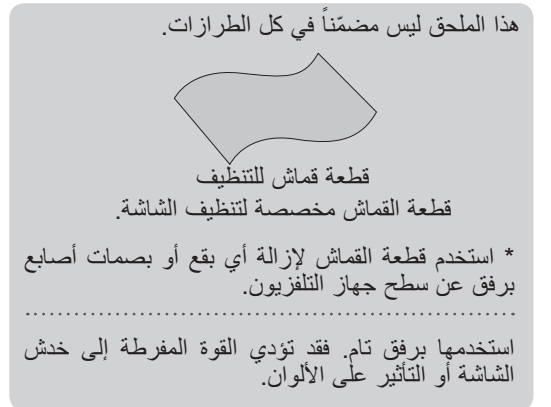 هذا الملحق ليس مضمّناً في كل الطرازات.
قطعة قماش للتنظيف
قطعة القماش مخصصة لتنظيف الشاشة.
* استخدم قطعة القماش لإزالة أي بقع أو بصمات أصابع
برفق عن سطح جهاز التلفزيون.
استخدمها برفق تام. فقد تؤدي القوة المفرطة إلى خدش
الشاشة أو التأثير على الألوان.